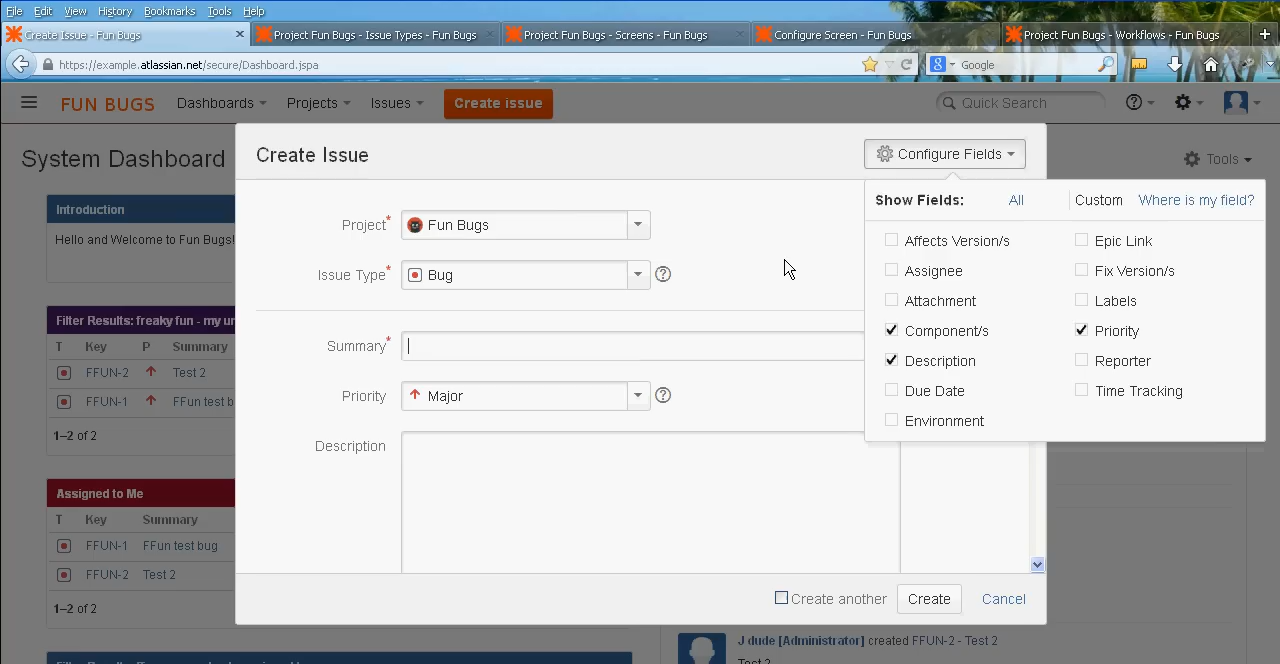 File Edit View History Bookmarks Tools Help
Create Issue - Fun Bugs
Project Fun Bugs - Issue Types - Fun Bugs
Project Fun Bugs - Screens - Fun Bugs
Configure Screen - Fun Bugs
Project Fun Bugs - Workflows - Fun Bugs
https://example.atlassian.net/secure/Dashboard.jspa
Google
FUN BUGS Dashboards Projects Issues Create issue
Quick Search
System Dashboard
Tools
Create Issue
Configure Fields
Introduction
Hello and Welcome to Fun Bugs!
Project* Fun Bugs
Issue Type* Bug
Summary*
Priority Major
Description
Show Fields: All Custom Where is my field?
Affects Version/s
Assignee
Attachment
Component/s
Description
Due Date
Environment
Epic Link
Fix Version/s
Labels
Priority
Reporter
Time Tracking
Filter Results: freaky fun - my
T Key P Summary
FFUN-2 Test 2
FFUN-1 FFun test b
1–2 of 2
Assigned to Me
T Key Summary
FFUN-1 FFun test bug
FFUN-2 Test 2
1–2 of 2
Create another Create Cancel
J dude [Administrator] created FFUN-2 - Test 2
Test 2